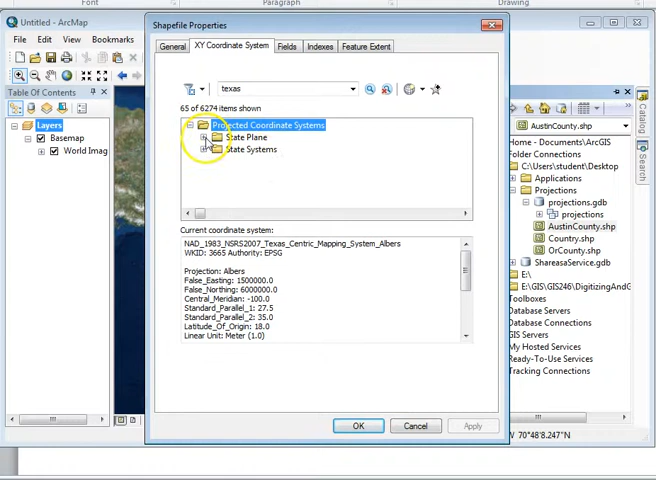 Font
Paragraph
Drawing
Untitled - ArcMap
File Edit View Bookmarks
Table Of Contents
Layers
Basemap
World Imag
Shapefile Properties
General XY Coordinate System Fields Indexes Feature Extent
texas
65 of 6274 items shown
Projected Coordinate Systems
State Plane
State Systems
Current coordinate system:
NAD_1983_NSRS2007_Texas_Centric_Mapping_System_Albers
WKID: 3665 Authority: EPSG
Projection: Albers
False_Easting: 1500000.0
False_Northing: 6000000.0
Central_Meridian: -100.0
Standard_Parallel_1: 27.5
Standard_Parallel_2: 35.0
Latitude_Of_Origin: 18.0
Linear Unit: Meter (1.0)
OK Cancel Apply
AustinCounty.shp
Home - Documents\ArcGIS
Folder Connections
C:\Users\student\Desktop
Applications
Projections
projections.gdb
projections
AustinCounty.shp
Country.shp
OrCounty.shp
ShareasaService.gdb
E:\
E:\GIS\GIS246\DigitizingAndG
Toolboxes
Database Servers
Database Connections
GIS Servers
My Hosted Services
Ready-To-Use Services
Tracking Connections
Catalog
Search
W 70°48'8.247"N